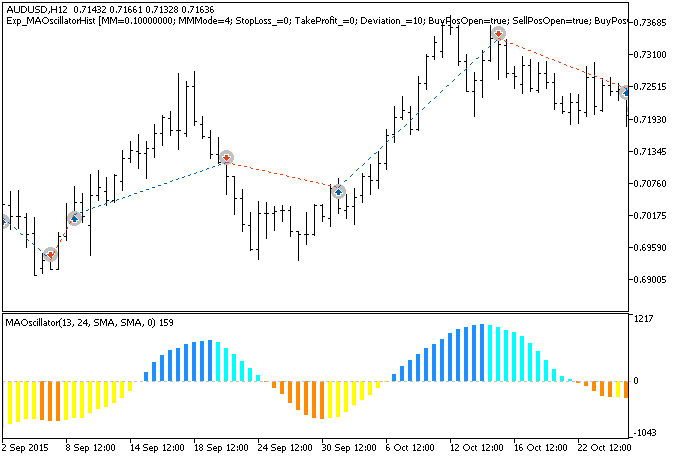 AUDUSD,H12 0.71432 0.71661 0.71328 0.71636
Exp_MAOscillatorHist [MM=0.10000000; MMMode=4; StopLoss_=0; TakeProfit_=0; Deviation_=10; BuyPosOpen=true; SellPosOpen=true; BuyPos
0.73685
0.73100
0.72515
0.71930
0.71345
0.70760
0.70175
0.69590
0.69005
MAOscillator(13, 24, SMA, SMA, 0) 159
1217
0
-1043
2 Sep 2015
8 Sep 12:00
14 Sep 12:00
18 Sep 12:00
24 Sep 12:00
30 Sep 12:00
6 Oct 12:00
12 Oct 12:00
16 Oct 12:00
22 Oct 12:00